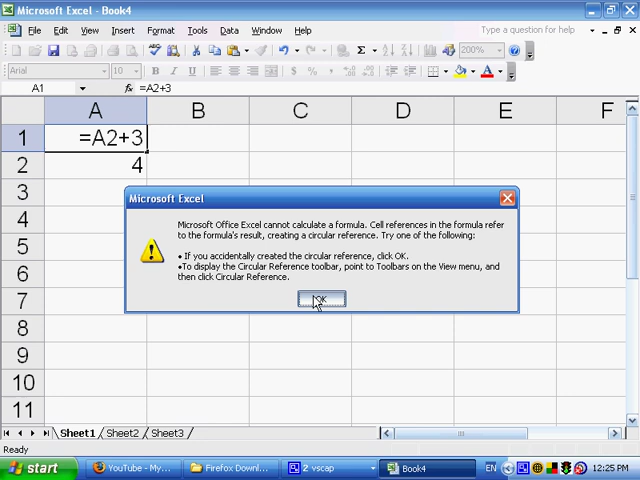 Microsoft Excel - Book4
File Edit View Insert Format Tools Data Window Help
Type a question for help
200%
Arial 10 B I U $ % ,
A1 fx =A2+3
A B C D E F
1 =A2+3
2 4
3
Microsoft Excel
Microsoft Office Excel cannot calculate a formula. Cell references in the formula refer
to the formula's result, creating a circular reference. Try one of the following:
• If you accidentally created the circular reference, click OK.
•To display the Circular Reference toolbar, point to Toolbars on the View menu, and
then click Circular Reference.
OK
4
5
6
7
8
9
10
11
Sheet1 Sheet2 Sheet3
Ready
start YouTube - My... Firefox Downl... 2 vscap Book4 EN 12:25 PM